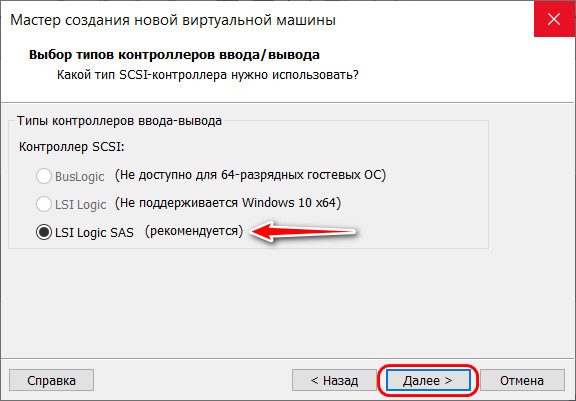 Мастер создания новой виртуальной машины
Выбор типов контроллеров ввода/вывода
Какой тип SCSI-контроллера нужно использовать?
Типы контроллеров ввода-вывода
Контроллер SCSI:
BusLogic (Не доступно для 64-разрядных гостевых ОС)
LSI Logic (Не поддерживается Windows 10 x64)
LSI Logic SAS (рекомендуется)
Справка < Назад Далее > Отмена